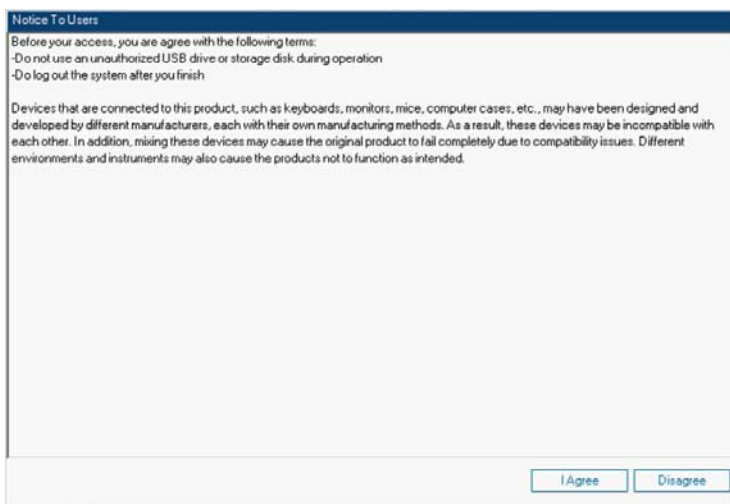 Notice To Users
Before your access, you are agree with the following terms:
-Do not use an unauthorized USB drive or storage disk during operation
-Do log out the system after you finish
Devices that are connected to this product, such as keyboards, monitors, mice, computer cases, etc., may have been designed and
developed by different manufacturers, each with their own manufacturing methods. As a result, these devices may be incompatible with
each other. In addition, mixing these devices may cause the original product to fail completely due to compatibility issues. Different
environments and instruments may also cause the products not to function as intended.
I Agree
Disagree